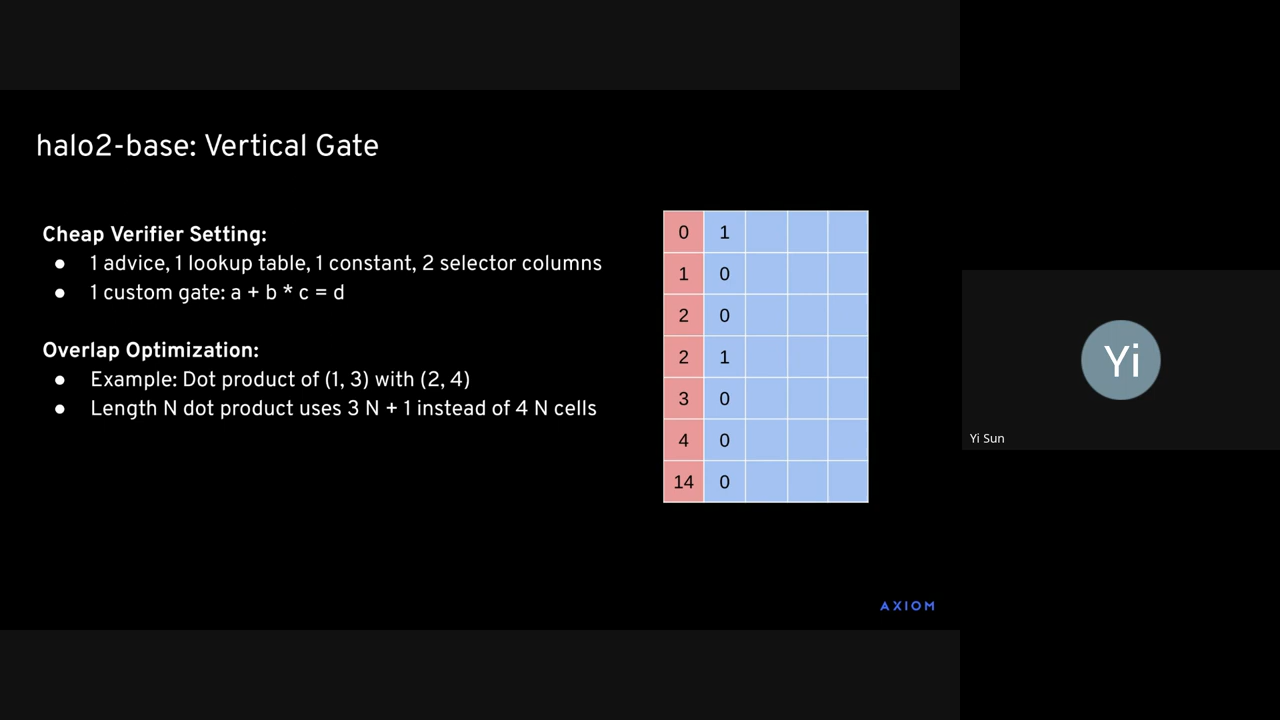 halo2-base: Vertical Gate
Cheap Verifier Setting:
● 1 advice, 1 lookup table, 1 constant, 2 selector columns
● 1 custom gate: a + b * c = d
Overlap Optimization:
● Example: Dot product of (1, 3) with (2, 4)
● Length N dot product uses 3 N + 1 instead of 4 N cells
0 1
1 0
2 0
2 1
3 0
4 0
14 0
AXIOM
Yi
Yi Sun